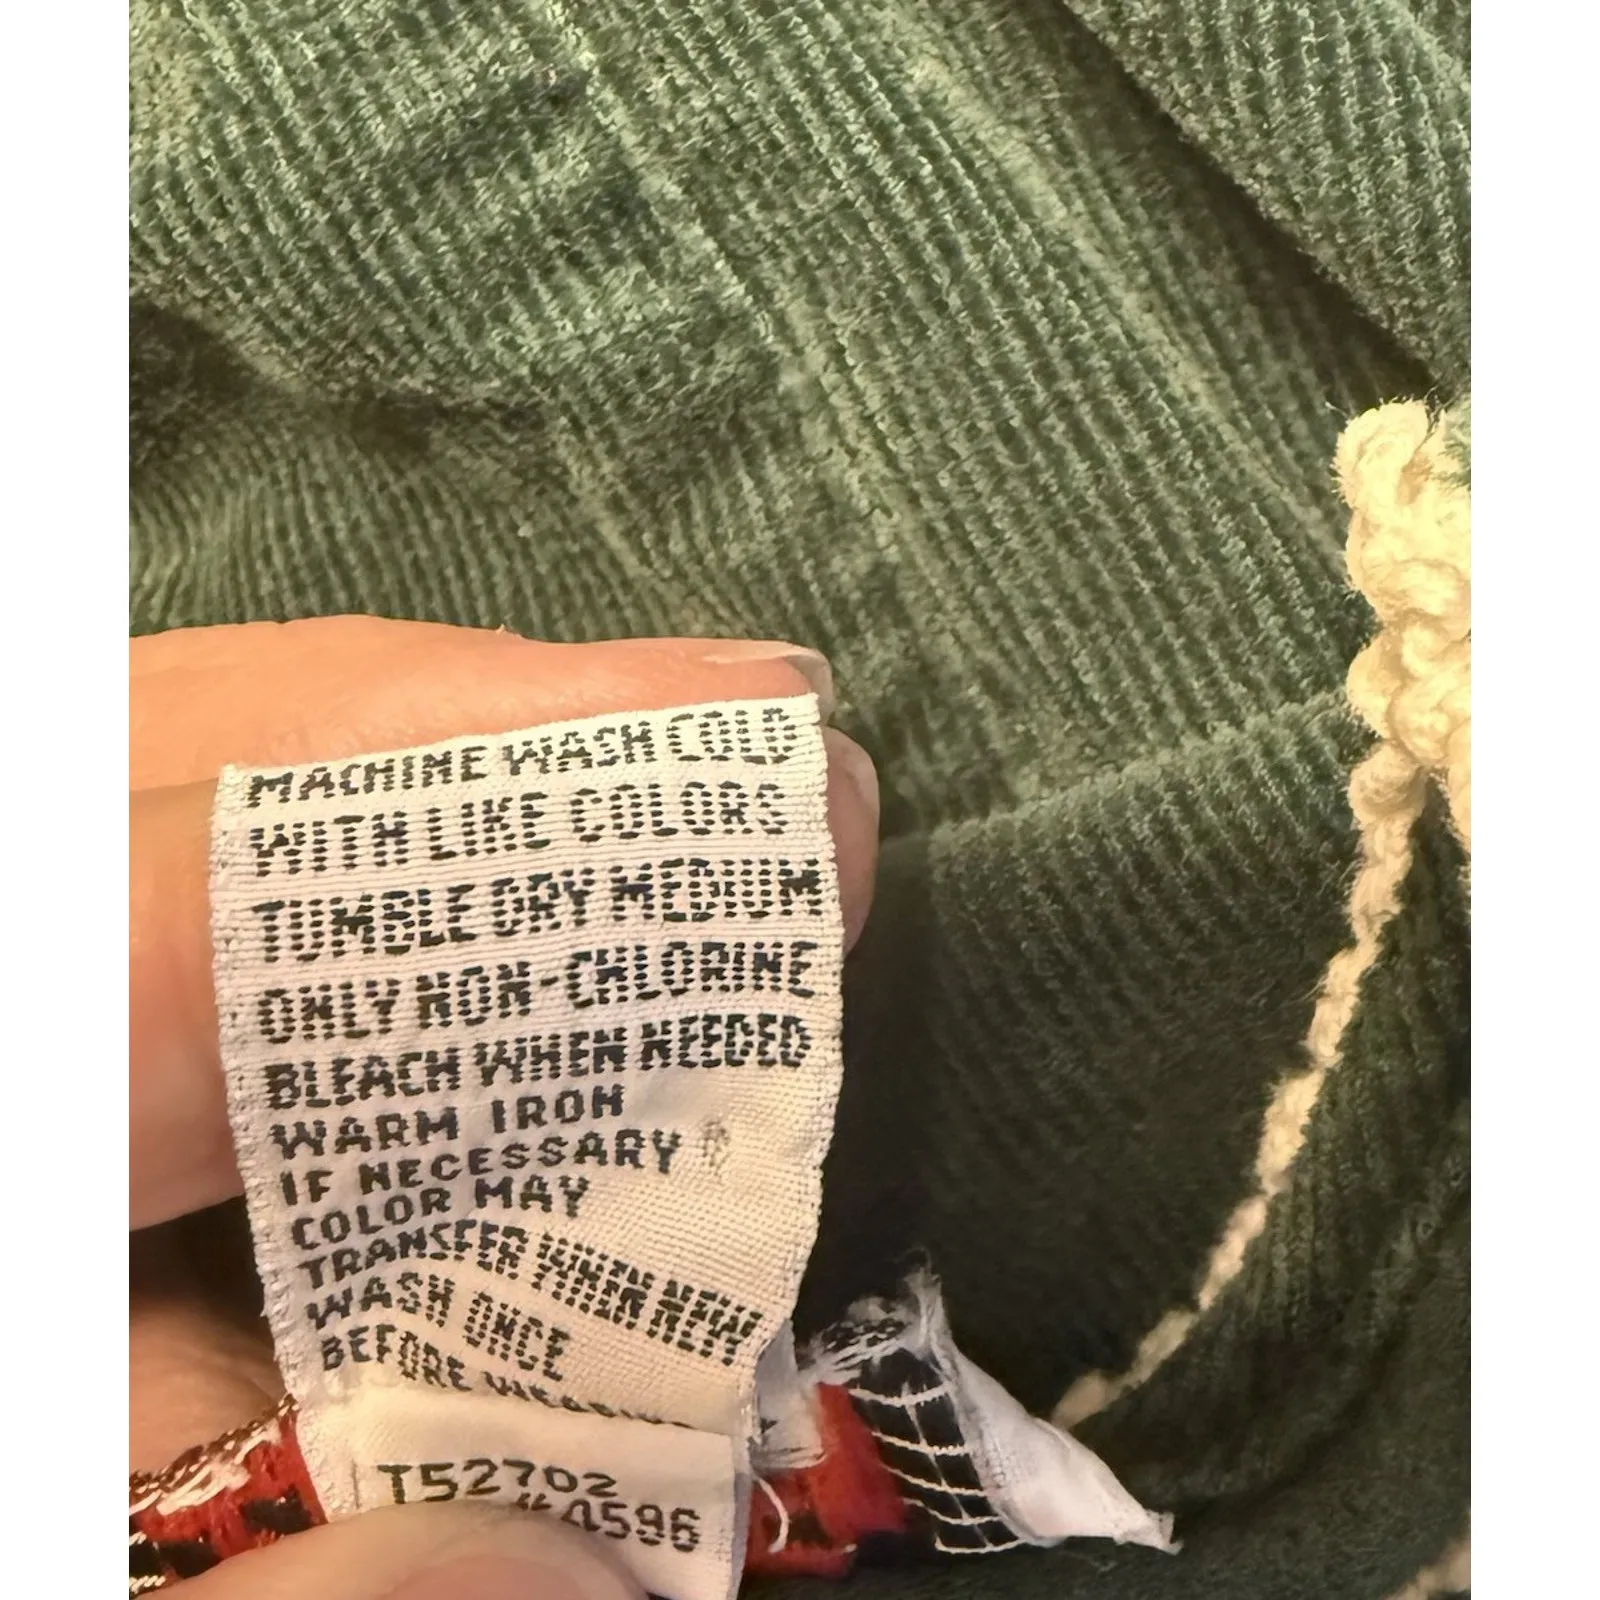 MACHINE WASH COLD
WITH LIKE COLORS
TUMBLE DRY MEDIUM
ONLY NON-CHLORINE
BLEACH WHEN NEEDED
WARM IRON
IF NECESSARY
COLOR MAY
TRANSFER WHEN NEW
WASH ONCE
BEFORE
T52702
#4596